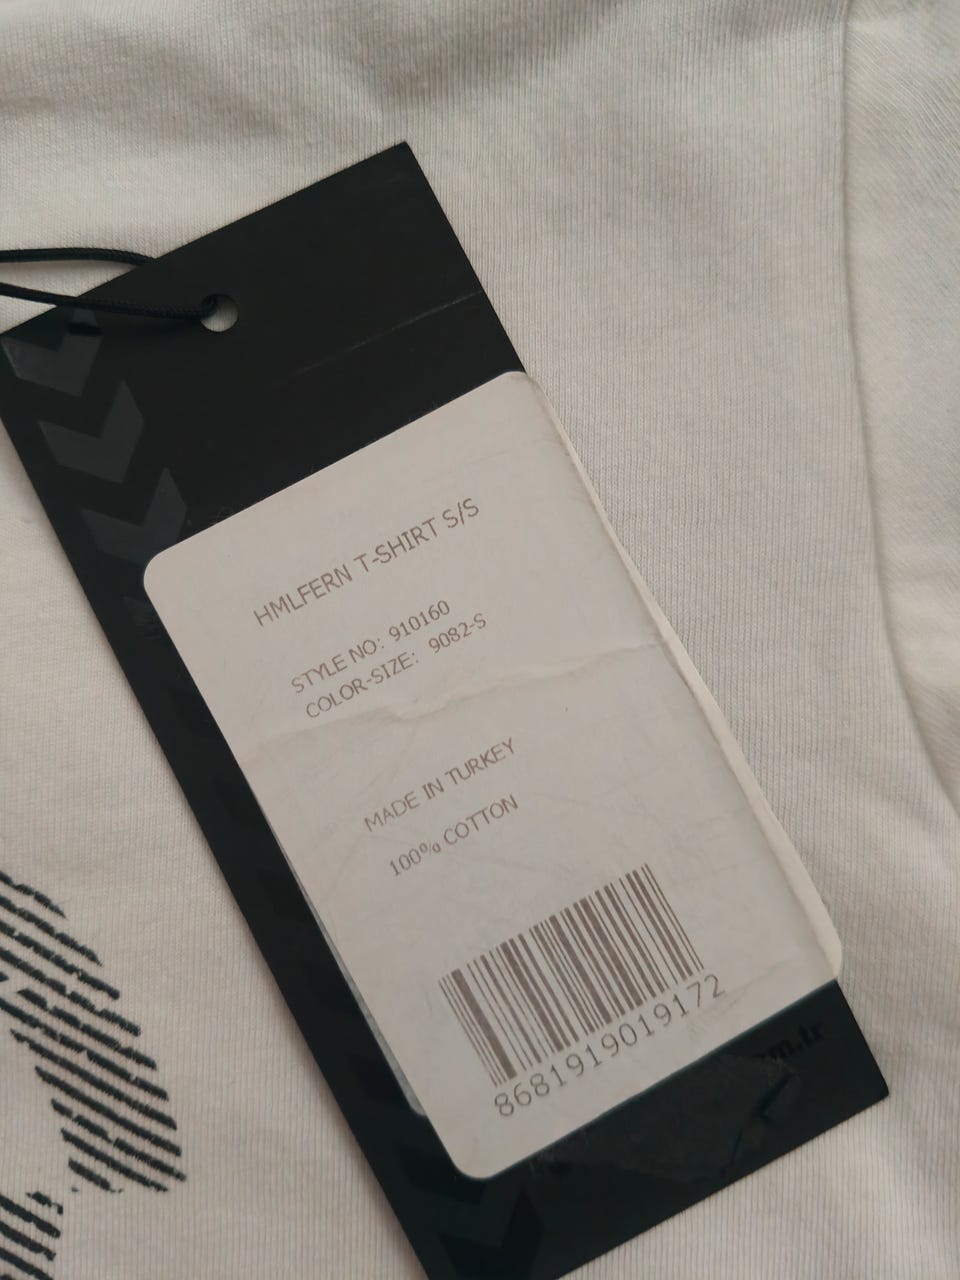 HMLFERN T-SHIRT S/S
STYLE NO: 910160
COLOR-SIZE: 9082-S
MADE IN TURKEY
100% COTTON
8681919019172